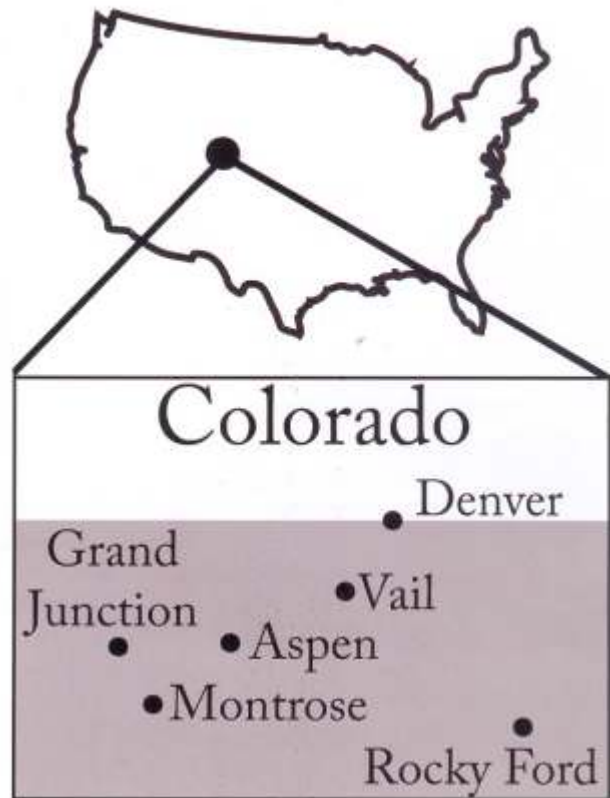 Colorado
Denver
Grand
Junction
Vail
Aspen
Montrose
Rocky Ford